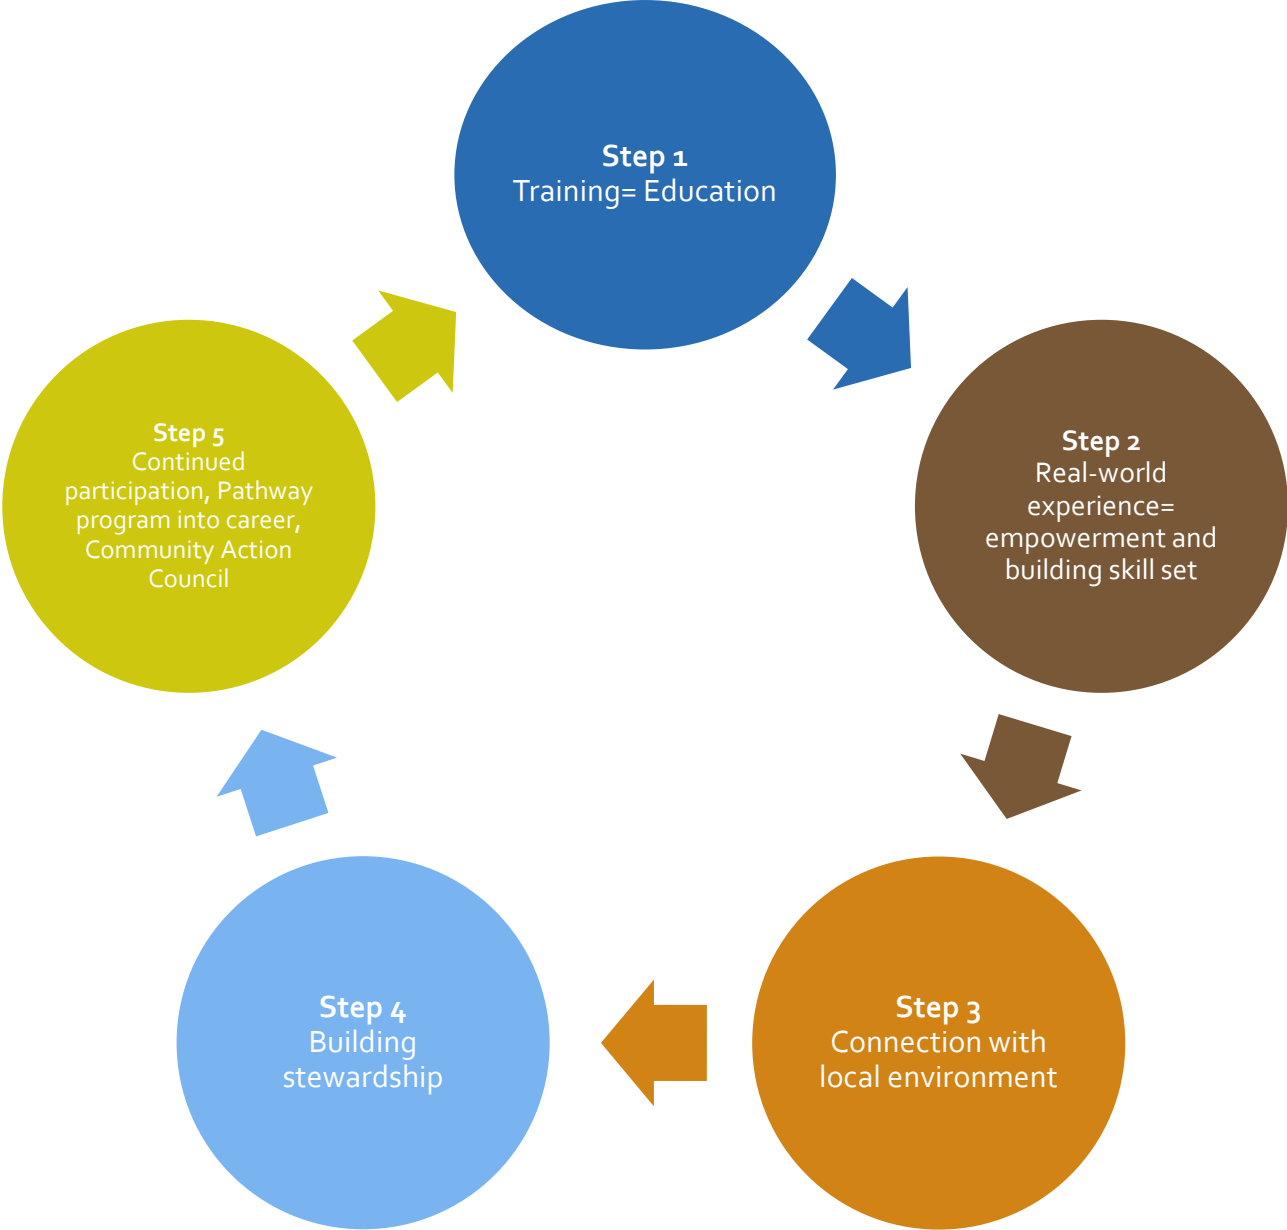 Step 1
Training= Education
Step 2
Real-world
experience=
empowerment and
building skill set
Step 3
Connection with
local environment
Step 4
Building
stewardship
Step 5
Continued
participation, Pathway
program into career,
Community Action
Council